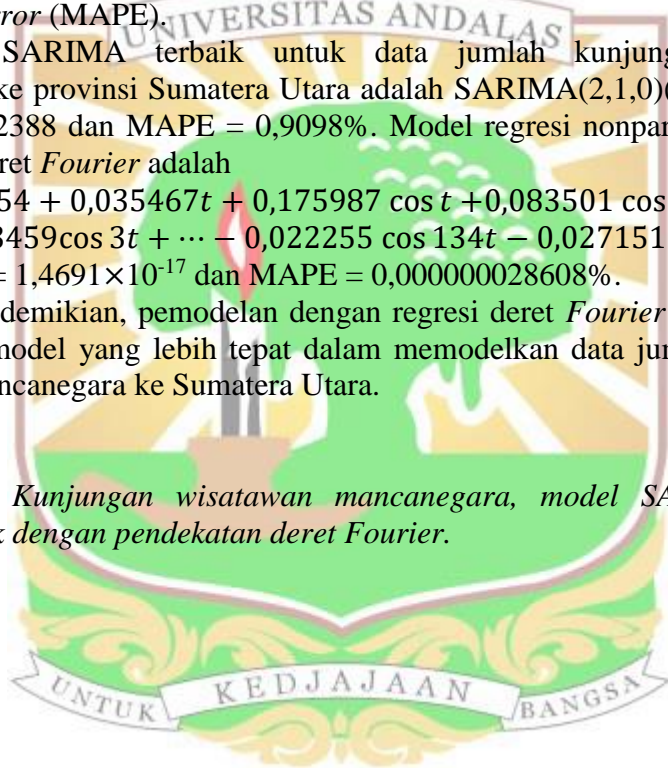 rror (MAPE).
UNIVERSITAS ANDALAS
SARIMA terbaik untuk data jumlah kunjung
ke provinsi Sumatera Utara adalah SARIMA(2,1,0)(
2388 dan MAPE = 0,9098%. Model regresi nonpar
ret Fourier adalah
54 + 0,035467t + 0,175987 cos t +0,083501 cos
3459cos 3t + ⋯ − 0,022255 cos 134t − 0,027151
= 1,4691×10⁻¹⁷ dan MAPE = 0,000000028608%.
demikian, pemodelan dengan regresi deret Fourier
model yang lebih tepat dalam memodelkan data jum
ncanegara ke Sumatera Utara.
Kunjungan wisatawan mancanegara, model SA
k dengan pendekatan deret Fourier.
UNTUK KEDJAJAAN BANGSA